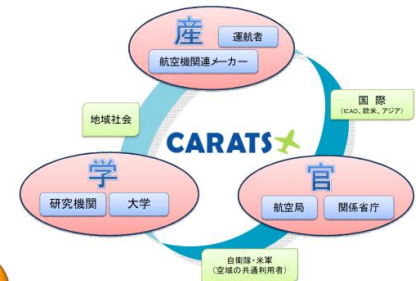 産
運航者
航空機関連メーカー
国 際
(ICAO、欧米、アジア)
地域社会
CARATS
学
研究機関
大学
官
航空局
関係省庁
自衛隊・米軍
(空域の共通利用者)